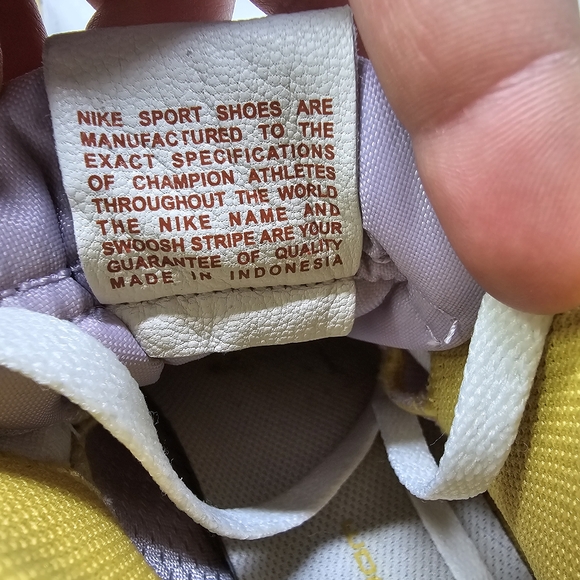 NIKE SPORT SHOES ARE
MANUFACTURED TO THE
EXACT SPECIFICATIONS
OF CHAMPION ATHLETES
THROUGHOUT THE WORLD
THE NIKE NAME AND
SWOOSH STRIPE ARE YOUR
GUARANTEE OF QUALITY
MADE IN INDONESIA